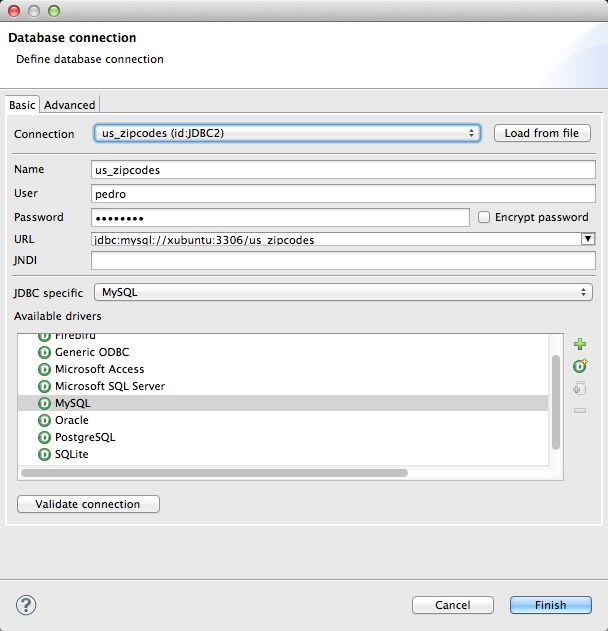 Database connection
Define database connection
Basic Advanced
Connection us_zipcodes (id:JDBC2) Load from file
Name us_zipcodes
User pedro
Password •••••••• Encrypt password
URL jdbc:mysql://xubuntu:3306/us_zipcodes
JNDI
JDBC specific MySQL
Available drivers
Firebird
Generic ODBC
Microsoft Access
Microsoft SQL Server
MySQL
Oracle
PostgreSQL
SQLite
Validate connection
? Cancel Finish